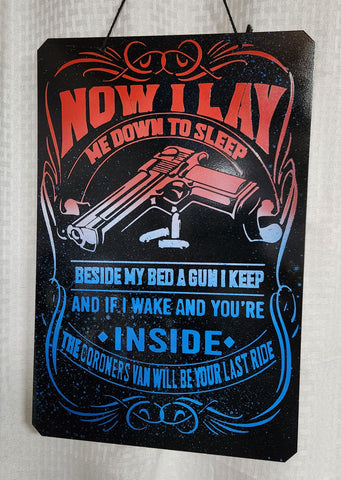 NOW I LAY
ME DOWN TO SLEEP
BESIDE MY BED A GUN I KEEP
AND IF I WAKE AND YOU'RE
• INSIDE •
THE CORONERS VAN WILL BE YOUR LAST RIDE